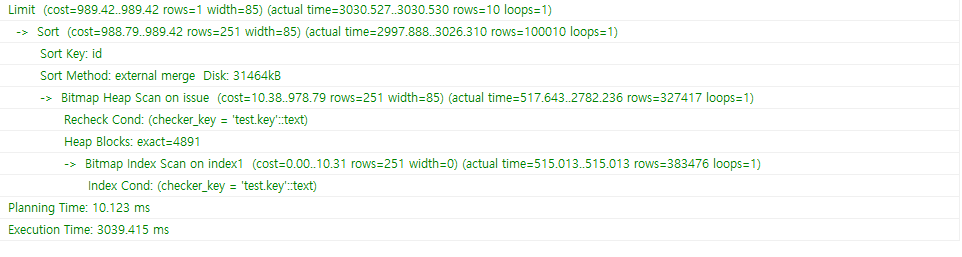 Limit  (cost=989.42..989.42 rows=1 width=85) (actual time=3030.527..3030.530 rows=10 loops=1)
-> Sort  (cost=988.79..989.42 rows=251 width=85) (actual time=2997.888..3026.310 rows=100010 loops=1)
Sort Key: id
Sort Method: external merge  Disk: 31464kB
-> Bitmap Heap Scan on issue  (cost=10.38..978.79 rows=251 width=85) (actual time=517.643..2782.236 rows=327417 loops=1)
Recheck Cond: (checker_key = 'test.key'::text)
Heap Blocks: exact=4891
-> Bitmap Index Scan on index1  (cost=0.00..10.31 rows=251 width=0) (actual time=515.013..515.013 rows=383476 loops=1)
Index Cond: (checker_key = 'test.key'::text)
Planning Time: 10.123 ms
Execution Time: 3039.415 ms